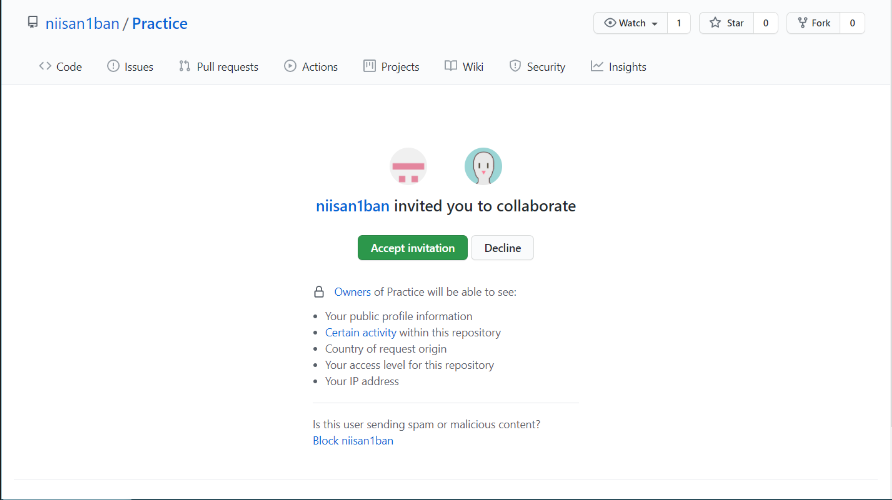 niisan1ban / Practice
Watch 1 Star 0 Fork 0
Code Issues Pull requests Actions Projects Wiki Security Insights
niisan1ban invited you to collaborate
Accept invitation Decline
Owners of Practice will be able to see:
• Your public profile information
• Certain activity within this repository
• Country of request origin
• Your access level for this repository
• Your IP address
Is this user sending spam or malicious content?
Block niisan1ban